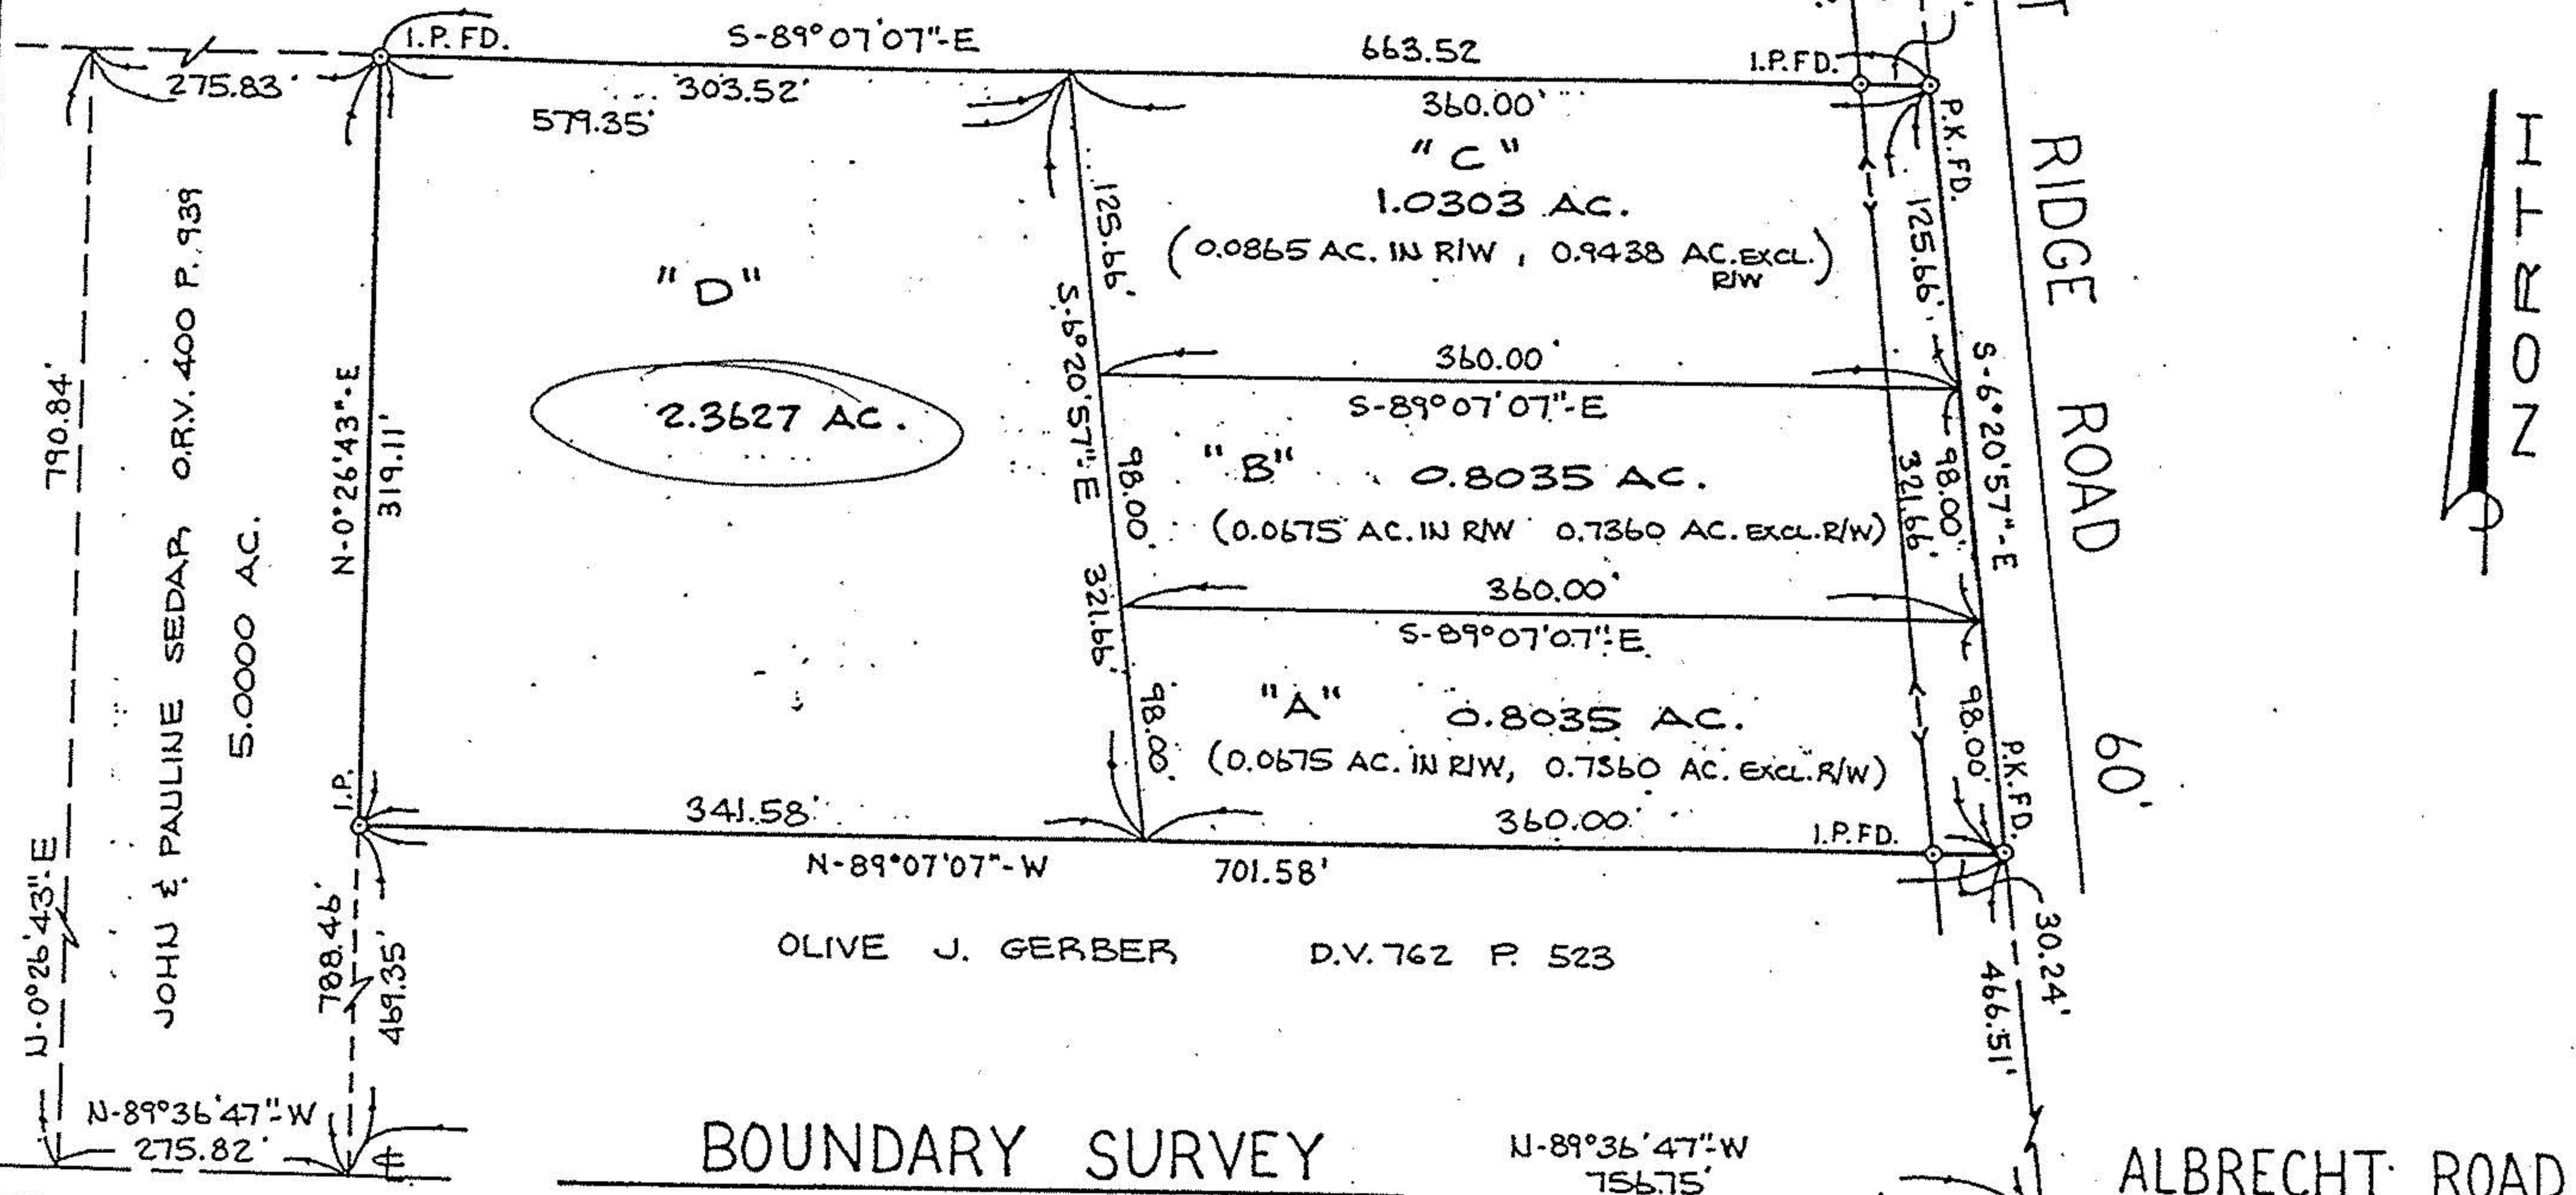 I.P. FD.
S-89°07'07"-E
663.52
I.P.FD.
T
275.83'
303.52'
360.00'
579.35'
P.K.FD.
"C"
1.0303 AC.
(0.0865 AC. IN R/W, 0.9438 AC. EXCL. R/W)
125.66'
125.66'
RIDGE ROAD 60'
NORTH
"D"
2.3627 AC.
JOHN & PAULINE SEDAR O.R.V. 400 P. 939
5.0000 AC.
790.84'
N-0°26'43"-E
N-0°26'43"-E
319.11'
S-6°20'57"-E
S-6°20'57"-E
360.00'
S-89°07'07"-E
98.00'
"B" 0.8035 AC.
(0.0675 AC. IN R/W 0.7360 AC. EXCL. R/W)
321.66'
98.00'
321.66'
360.00'
S-89°07'07"-E
98.00'
"A" 0.8035 AC.
(0.0675 AC. IN R/W, 0.7360 AC. EXCL. R/W)
98.00'
P.K.FD.
I.P.
341.58'
360.00'
I.P.FD.
N-89°07'07"-W
701.58'
788.46'
469.35'
OLIVE J. GERBER D.V. 762 P. 523
30.24'
466.51'
N-89°36'47"-W
275.82'
BOUNDARY SURVEY
N-89°36'47"-W
756.75'
ALBRECHT ROAD